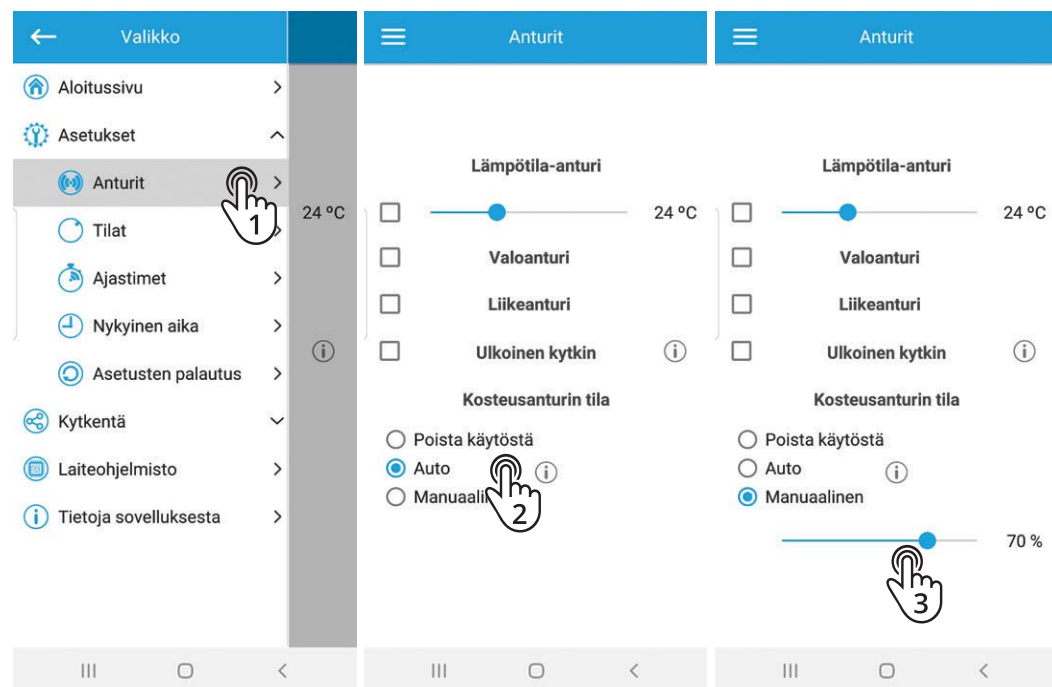 Valikko
Aloitussivu
Asetukset
Anturit
1
Tilat
Ajastimet
Nykyinen aika
Asetusten palautus
Kytkentä
Laiteohjelmisto
Tietoja sovelluksesta
24 ºC
Anturit
Lämpötila-anturi
24 ºC
Valoanturi
Liikeanturi
Ulkoinen kytkin
Kosteusanturin tila
Poista käytöstä
Auto
2
Anturit
Lämpötila-anturi
24 ºC
Valoanturi
Liikeanturi
Ulkoinen kytkin
Kosteusanturin tila
Poista käytöstä
Auto
Manuaalinen
70 %
3